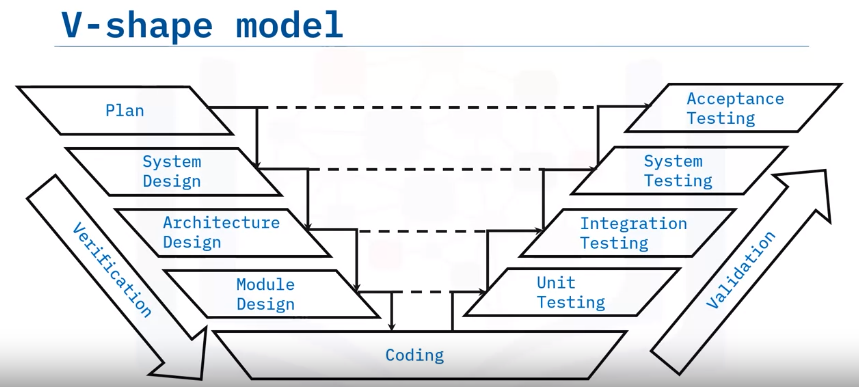 V-shape model
Plan
Acceptance
Testing
System
Design
System
Testing
Architecture
Design
Integration
Testing
Module
Design
Unit
Testing
Verification
Validation
Coding